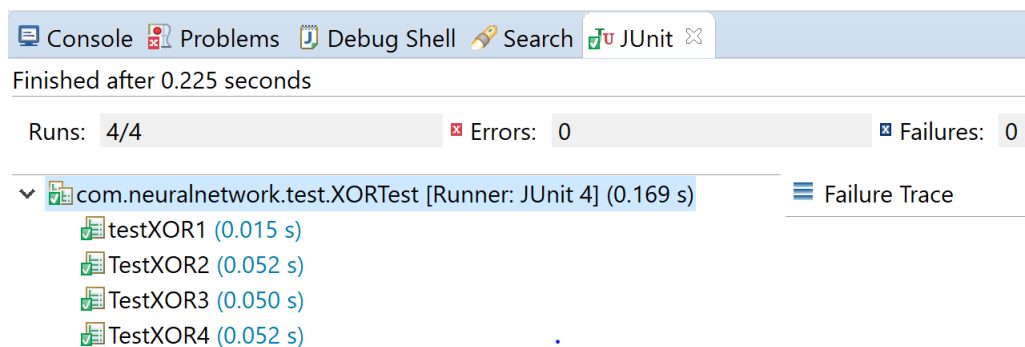 Console Problems Debug Shell Search JUnit
Finished after 0.225 seconds
Runs: 4/4 Errors: 0 Failures: 0
com.neuralnetwork.test.XORTest [Runner: JUnit 4] (0.169 s) Failure Trace
testXOR1 (0.015 s)
TestXOR2 (0.052 s)
TestXOR3 (0.050 s)
TestXOR4 (0.052 s)